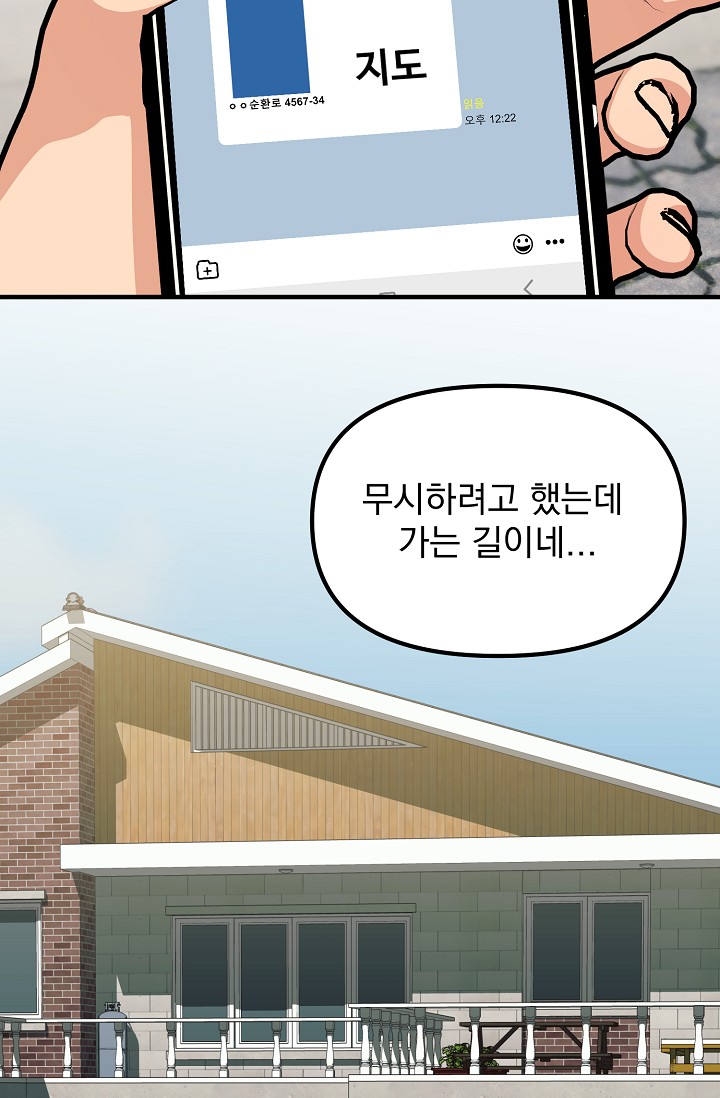 지도
ㅇㅇ순환로 4567-34
읽음
오후 12:22
무시하려고 했는데
가는 길이네...